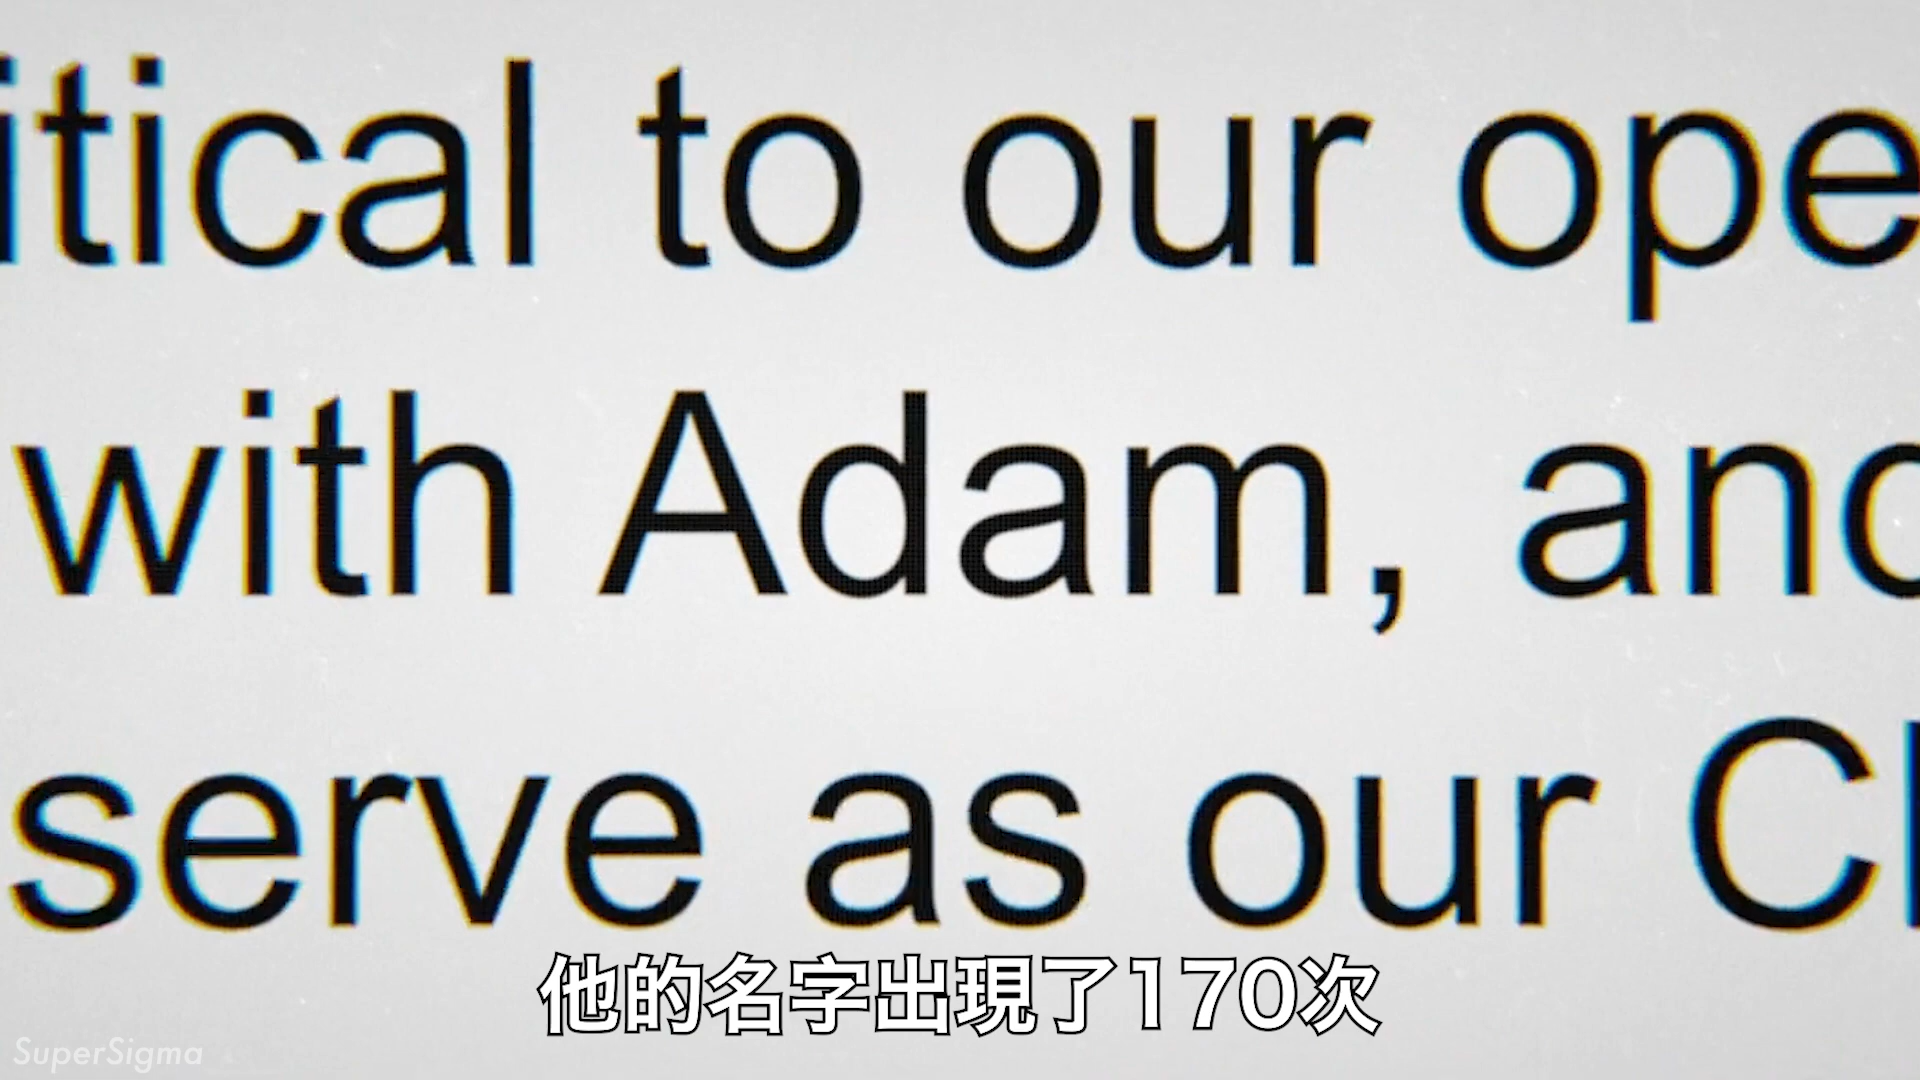 itical to our ope
with Adam, and
serve as our C
他的名字出現了170次
SuperSigma